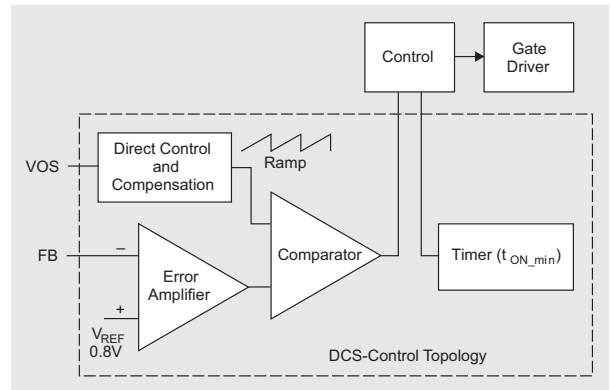 Control
Gate
Driver
Direct Control
and
Compensation
Ramp
VOS
FB
–
+
Error
Amplifier
Comparator
Timer (t ON_min)
VREF
0.8V
DCS-Control Topology